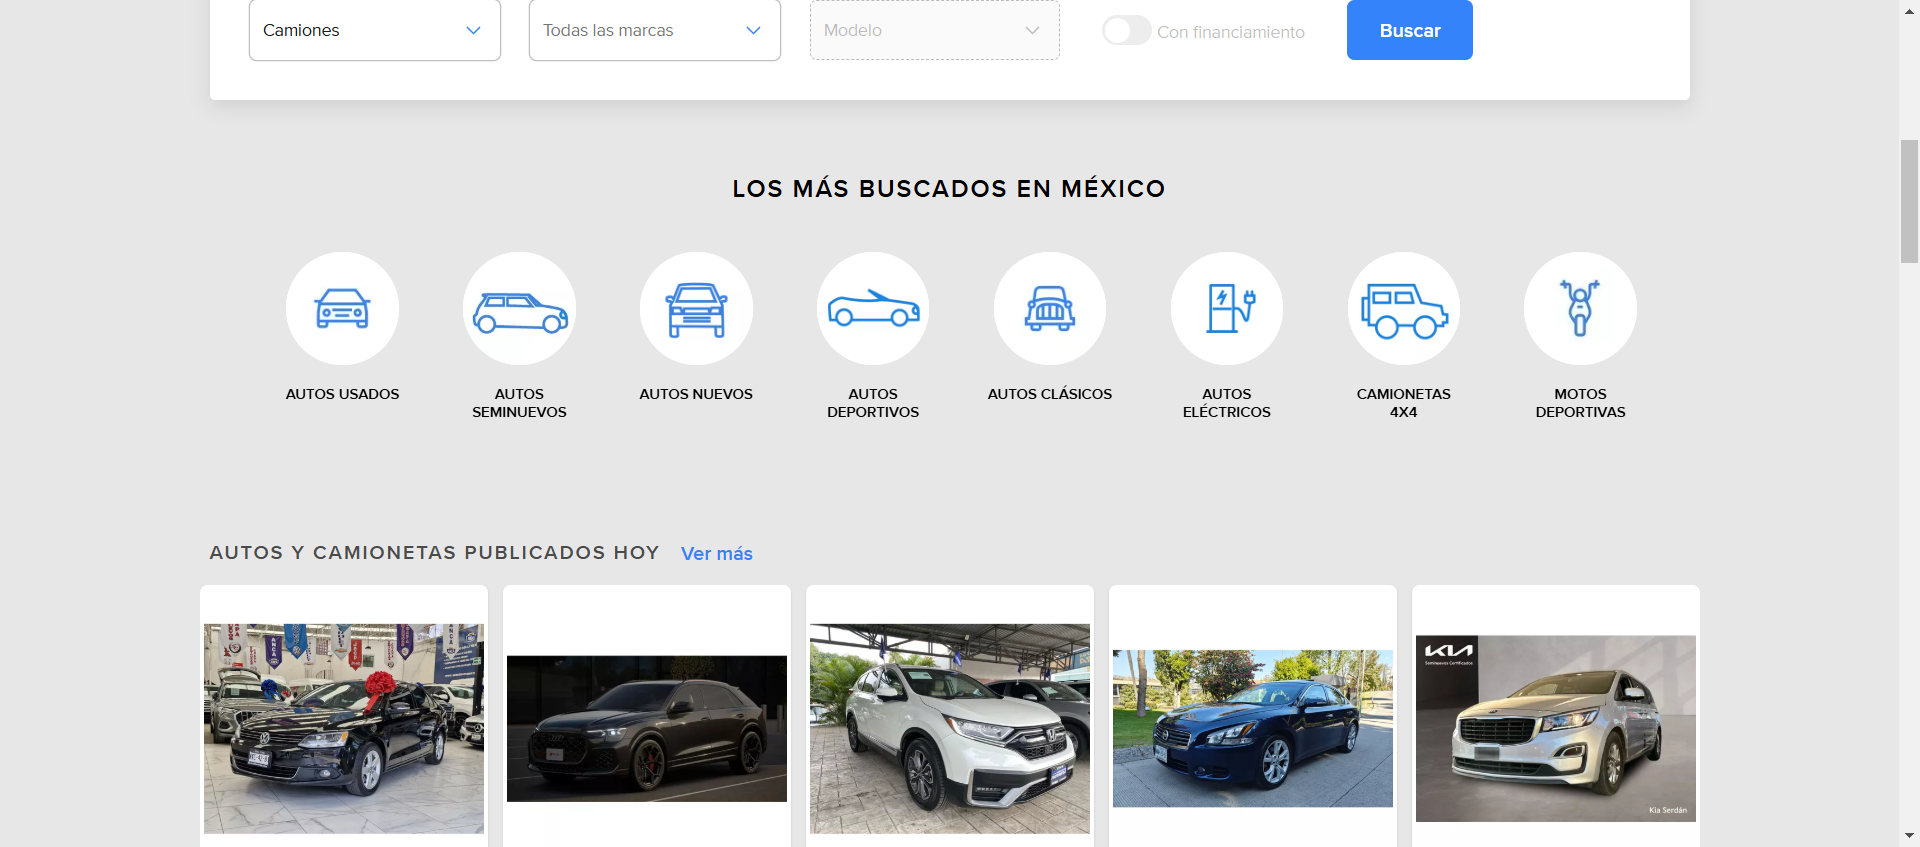 Camiones
Todas las marcas
Modelo
Con financiamiento
Buscar
LOS MÁS BUSCADOS EN MÉXICO
AUTOS USADOS
AUTOS
SEMINUEVOS
AUTOS NUEVOS
AUTOS
DEPORTIVOS
AUTOS CLÁSICOS
AUTOS
ELÉCTRICOS
CAMIONETAS
4X4
MOTOS
DEPORTIVAS
AUTOS Y CAMIONETAS PUBLICADOS HOY
Ver más
KIA
Seminuevos Certificados
Kia Serdán